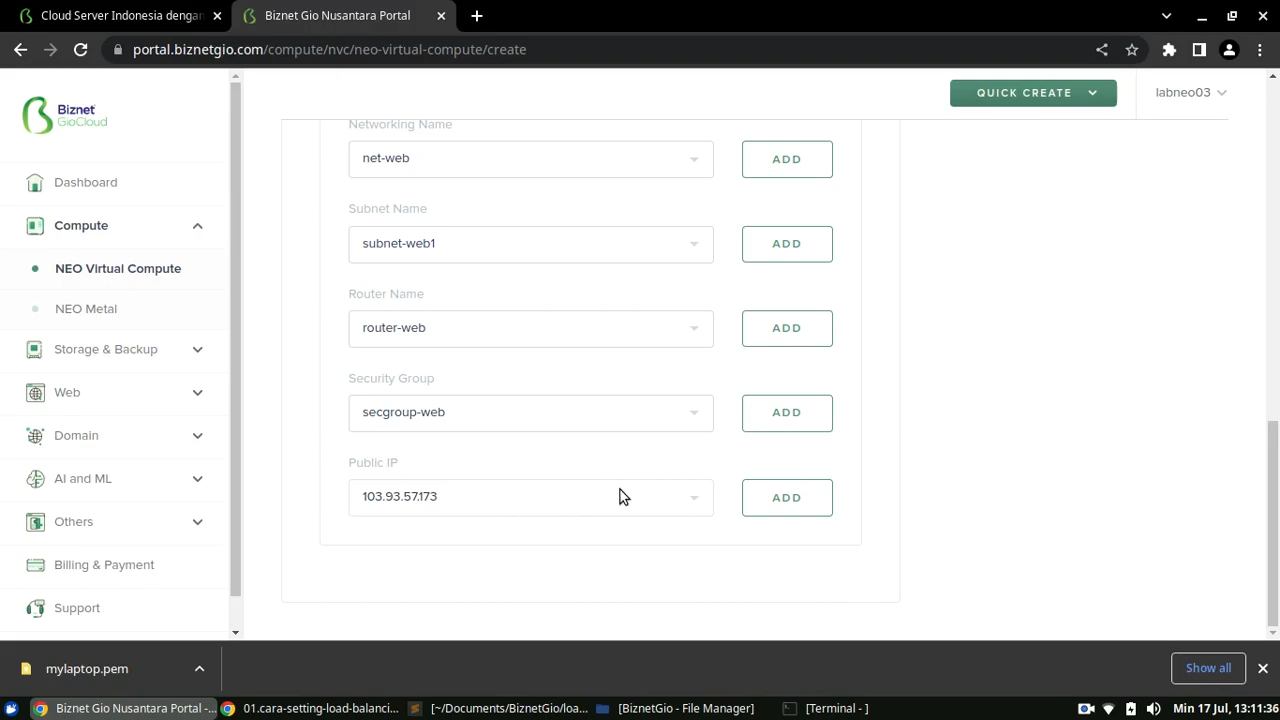 Cloud Server Indonesia dengan
Biznet Gio Nusantara Portal
portal.biznetgio.com/compute/nvc/neo-virtual-compute/create
Biznet
GioCloud
QUICK CREATE
labneo03
Dashboard
Compute
NEO Virtual Compute
NEO Metal
Storage & Backup
Web
Domain
AI and ML
Others
Billing & Payment
Support
Networking Name
net-web
ADD
Subnet Name
subnet-web1
ADD
Router Name
router-web
ADD
Security Group
secgroup-web
ADD
Public IP
103.93.57.173
ADD
mylaptop.pem
Show all
Biznet Gio Nusantara Portal -...
01.cara-setting-load-balanci...
[~/Documents/BiznetGio/loa...
[BiznetGio - File Manager]
[Terminal - ]
Min 17 Jul, 13:11:36